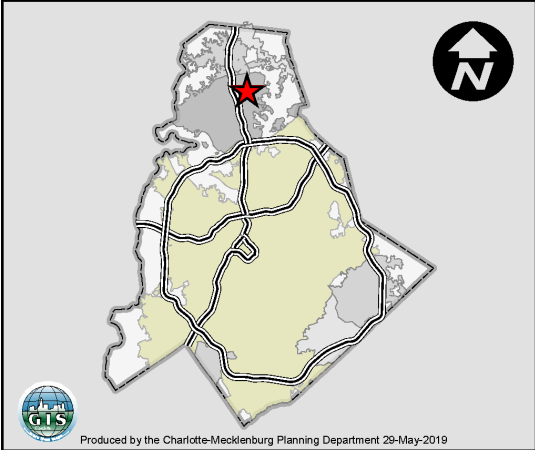 N
GIS
Produced by the Charlotte-Mecklenburg Planning Department 29-May-2019